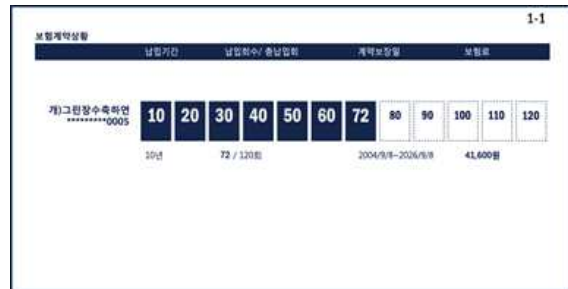 1-1
보험계약상황
납입기간 납입회수/ 총납입회 계약보장일 보험료
개)그린장수축하연
*********0005
10 20 30 40 50 60 72 80 90 100 110 120
10년 72 / 120회 2004/9/8~2026/9/8 41,600원